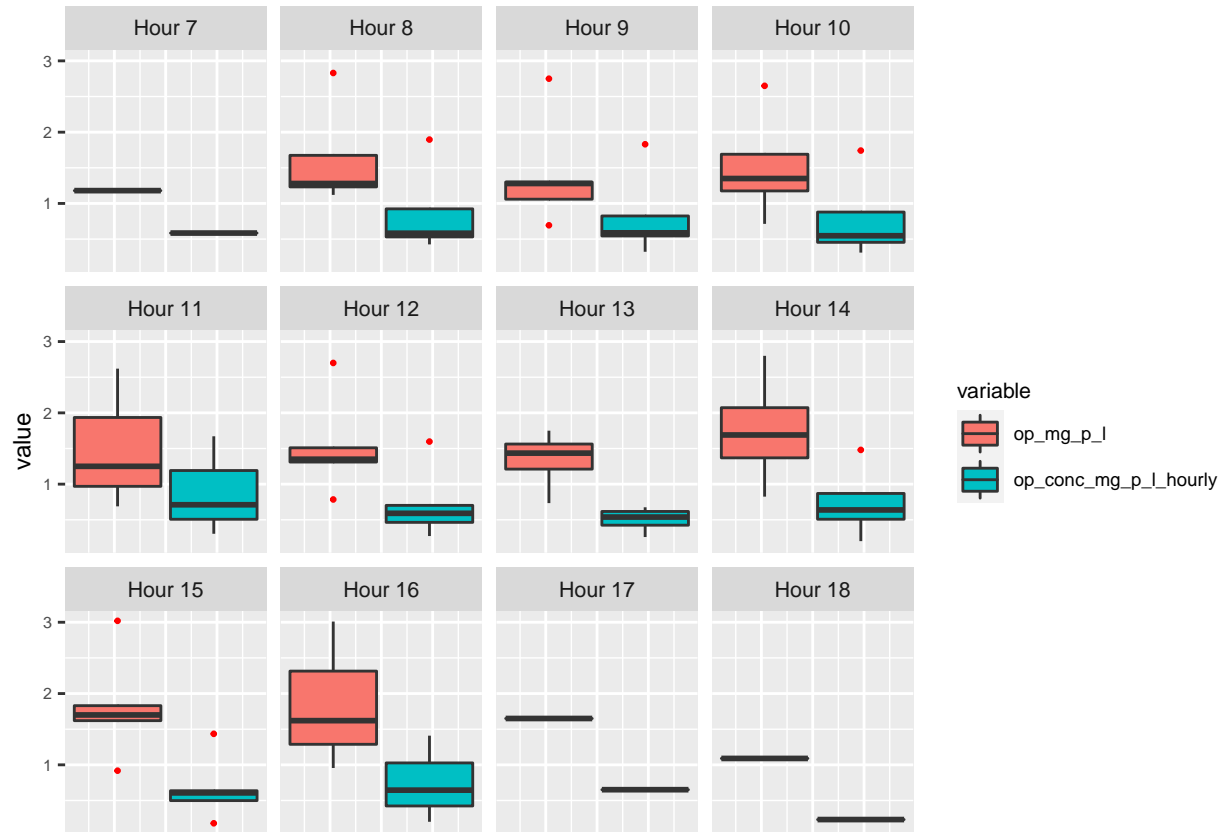 Hour 7
Hour 8
Hour 9
Hour 10
3
2
1
Hour 11
Hour 12
Hour 13
Hour 14
3
2
1
value
Hour 15
Hour 16
Hour 17
Hour 18
3
2
1
variable
op_mg_p_l
op_conc_mg_p_l_hourly